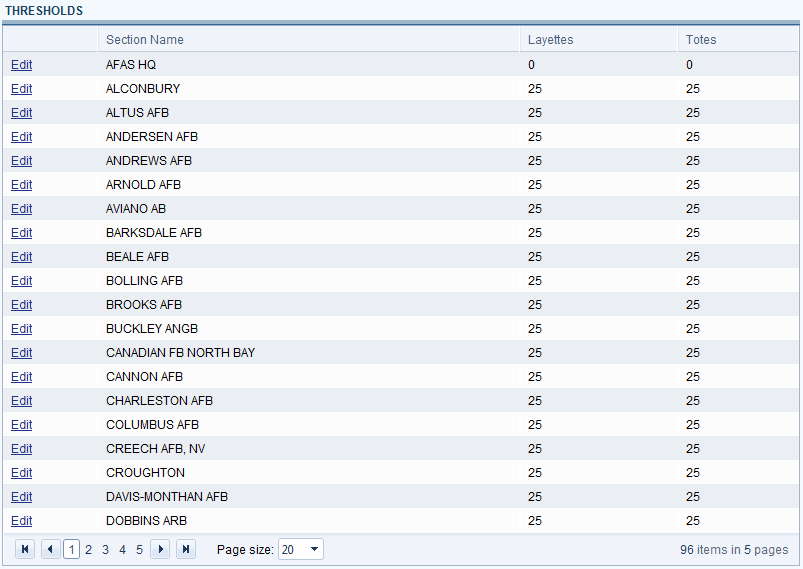 THRESHOLDS
Section Name Layettes Totes
Edit AFAS HQ 0 0
Edit ALCONBURY 25 25
Edit ALTUS AFB 25 25
Edit ANDERSEN AFB 25 25
Edit ANDREWS AFB 25 25
Edit ARNOLD AFB 25 25
Edit AVIANO AB 25 25
Edit BARKSDALE AFB 25 25
Edit BEALE AFB 25 25
Edit BOLLING AFB 25 25
Edit BROOKS AFB 25 25
Edit BUCKLEY ANGB 25 25
Edit CANADIAN FB NORTH BAY 25 25
Edit CANNON AFB 25 25
Edit CHARLESTON AFB 25 25
Edit COLUMBUS AFB 25 25
Edit CREECH AFB, NV 25 25
Edit CROUGHTON 25 25
Edit DAVIS-MONTHAN AFB 25 25
Edit DOBBINS ARB 25 25
1 2 3 4 5 Page size: 20 96 items in 5 pages